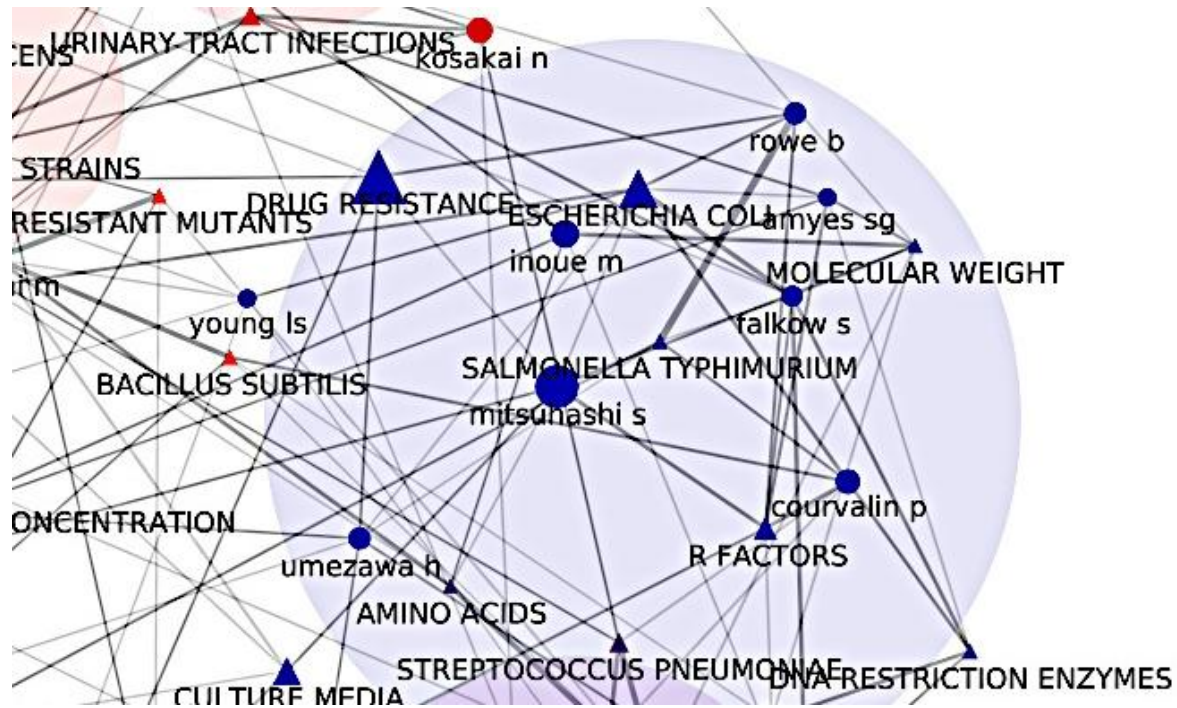 URINARY TRACT INFECTIONS
CENS
kosakai n
rowe b
STRAINS
DRUG RESISTANCE
ESCHERICHIA COLI
amyes sg
RESISTANT MUTANTS
inoue m
MOLECULAR WEIGHT
young ls
falkow s
SALMONELLA TYPHIMURIUM
BACILLUS SUBTILIS
mitsuhashi s
courvalin p
ONCENTRATION
R FACTORS
umezawa h
AMINO ACIDS
STREPTOCOCCUS PNEUMONIAE
DNA RESTRICTION ENZYMES
CULTURE MEDIA